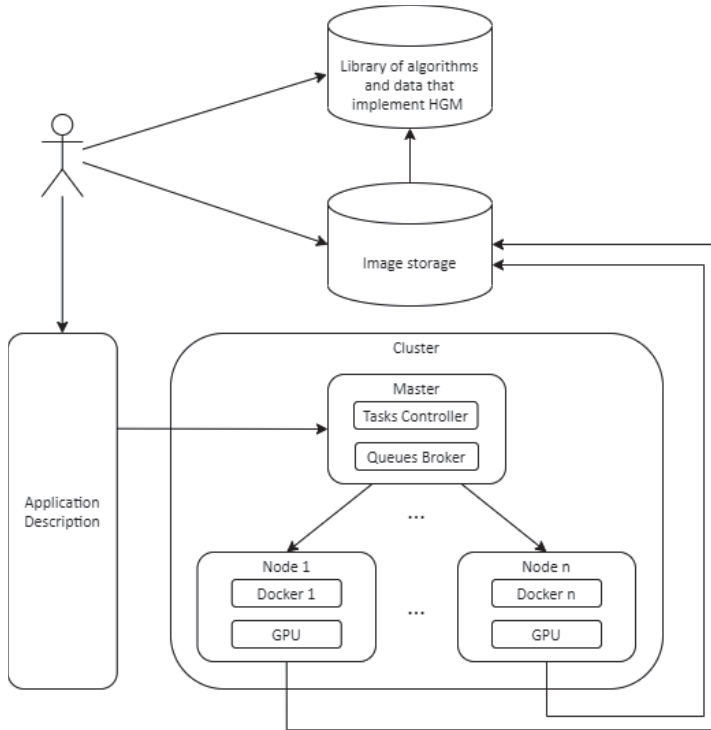 Library of algorithms
and data that
implement HGM
Image storage
Cluster
Master
Tasks Controller
Queues Broker
Application
Description
...
Node 1
Docker 1
GPU
...
Node n
Docker n
GPU